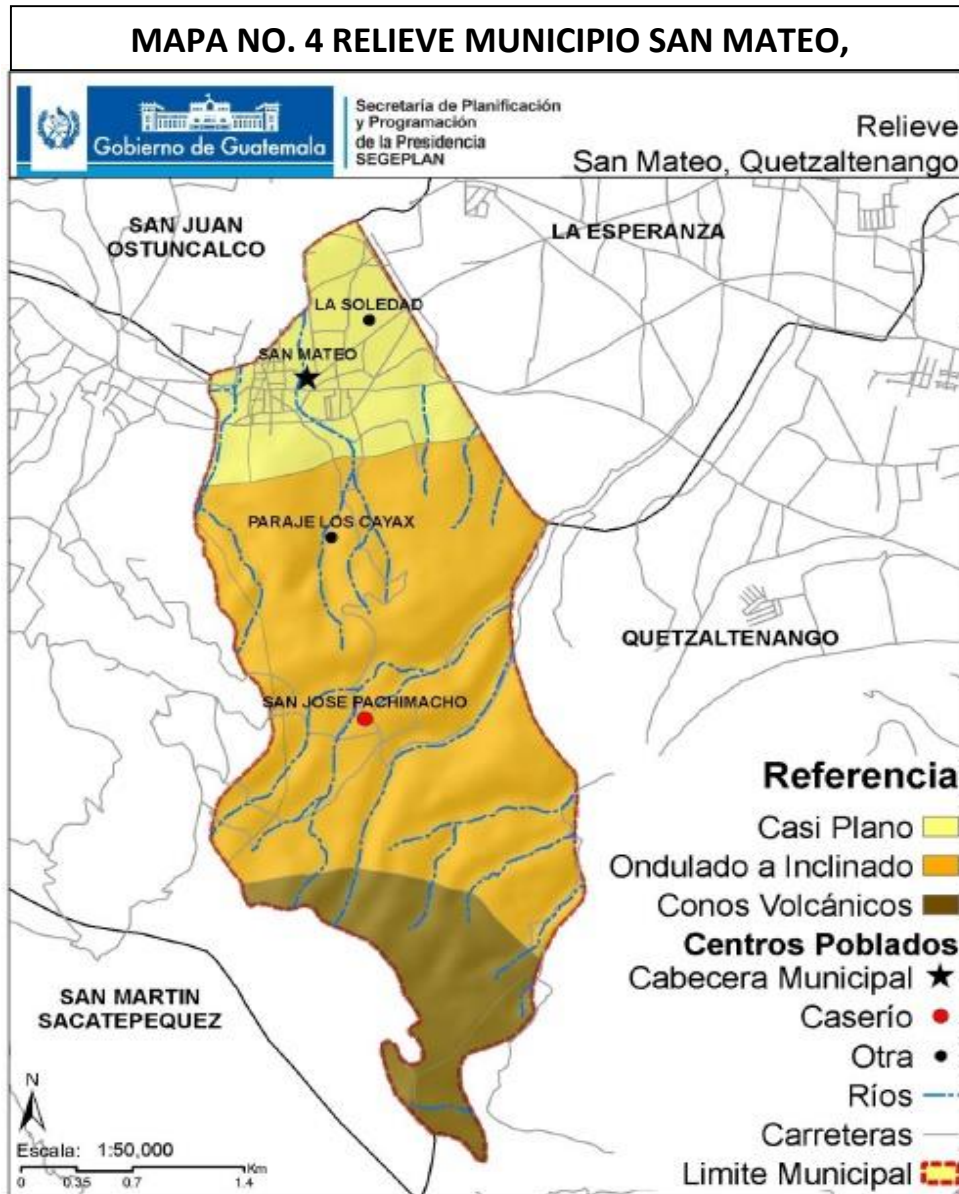 MAPA NO. 4 RELIEVE MUNICIPIO SAN MATEO,
Gobierno de Guatemala
Secretaría de Planificación
y Programación
de la Presidencia
SEGEPLAN
Relieve
San Mateo, Quetzaltenango
SAN JUAN
OSTUNCALCO
LA ESPERANZA
LA SOLEDAD
SAN MATEO
PARAJE LOS CAYAX
QUETZALTENANGO
SAN JOSE PACHIMACHO
SAN MARTIN
SACATEPEQUEZ
Referencia
Casi Plano
Ondulado a Inclinado
Conos Volcánicos
Centros Poblados
Cabecera Municipal
Caserío
Otra
Ríos
Carreteras
Limite Municipal
N
Escala: 1:50,000
Km
0 0.35 0.7 1.4